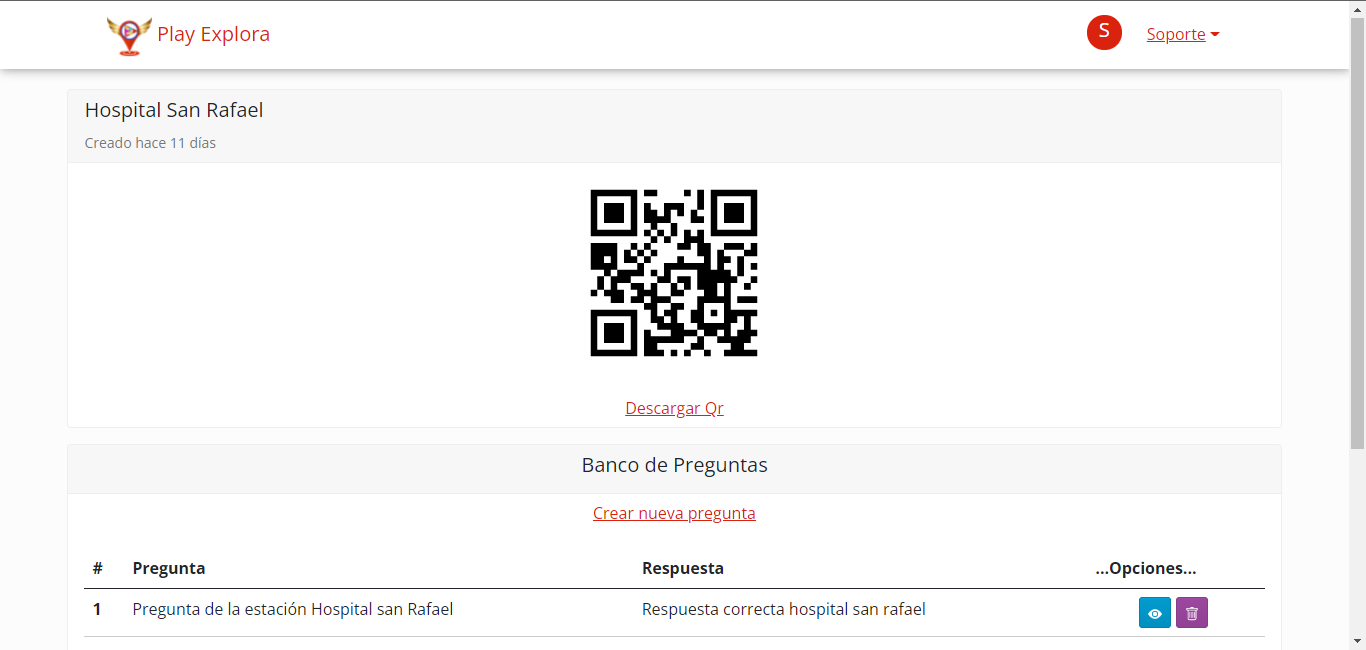 Play Explora
S
Soporte
Hospital San Rafael
Creado hace 11 días
Descargar Qr
Banco de Preguntas
Crear nueva pregunta
# Pregunta Respuesta ...Opciones...
1 Pregunta de la estación Hospital san Rafael Respuesta correcta hospital san rafael